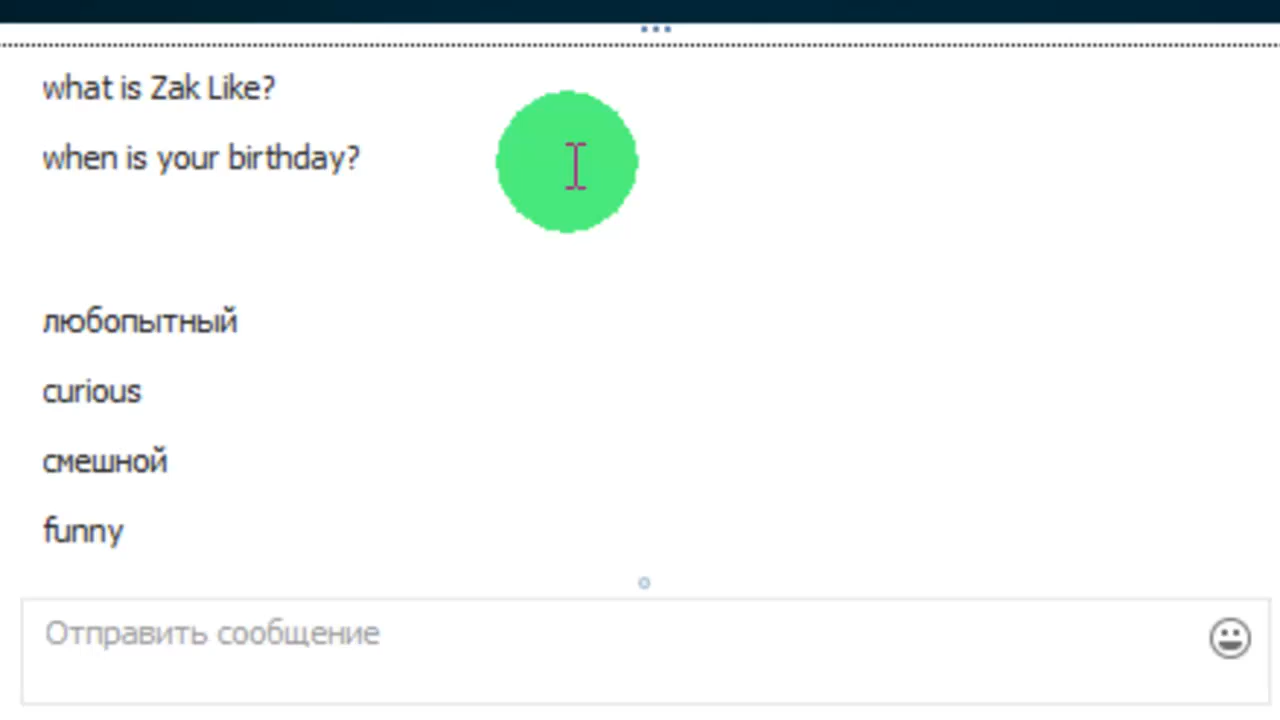 what is Zak Like?
when is your birthday?
любопытный
curious
смешной
funny
Отправить сообщение